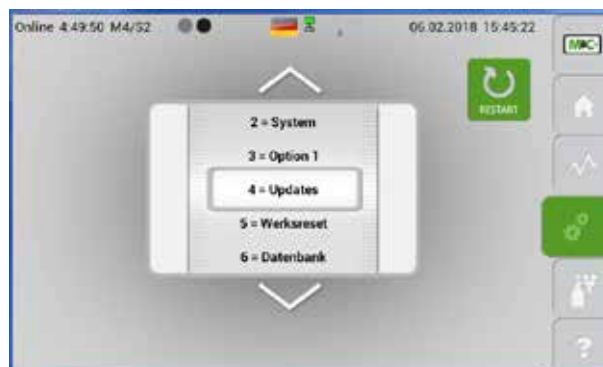 Online 4:49:50 M4/S2
06.02.2018 15:45:22
RESTART
2 = System
3 = Option 1
4 = Updates
5 = Werksreset
6 = Datenbank
?